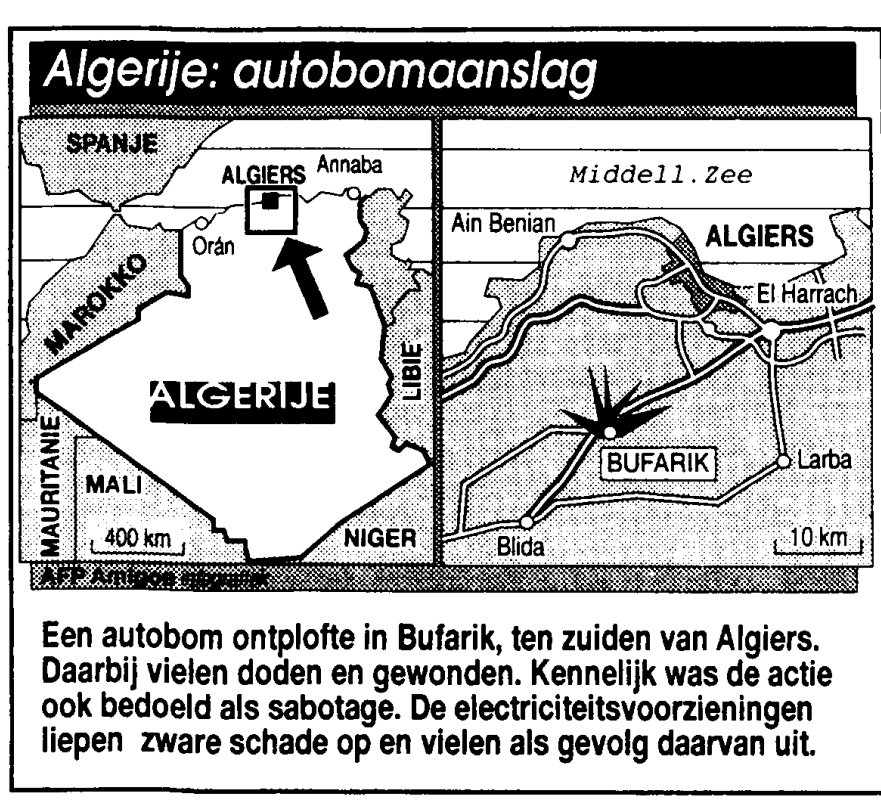 Algerije: autobomaanslag
SPANJE
ALGIERS
Annaba
Orán
MAROKKO
LIBIE
ALGERIJE
MAURITANIE
MALI
400 km
NIGER
Middell.Zee
Ain Benian
ALGIERS
El Harrach
BUFARIK
Larba
Blida
10 km
AFP Amigoe
Een autobom ontplofte in Bufarik, ten zuiden van Algiers.
Daarbij vielen doden en gewonden. Kennelijk was de actie
ook bedoeld als sabotage. De electriciteitsvoorzieningen
liepen zware schade op en vielen als gevolg daarvan uit.